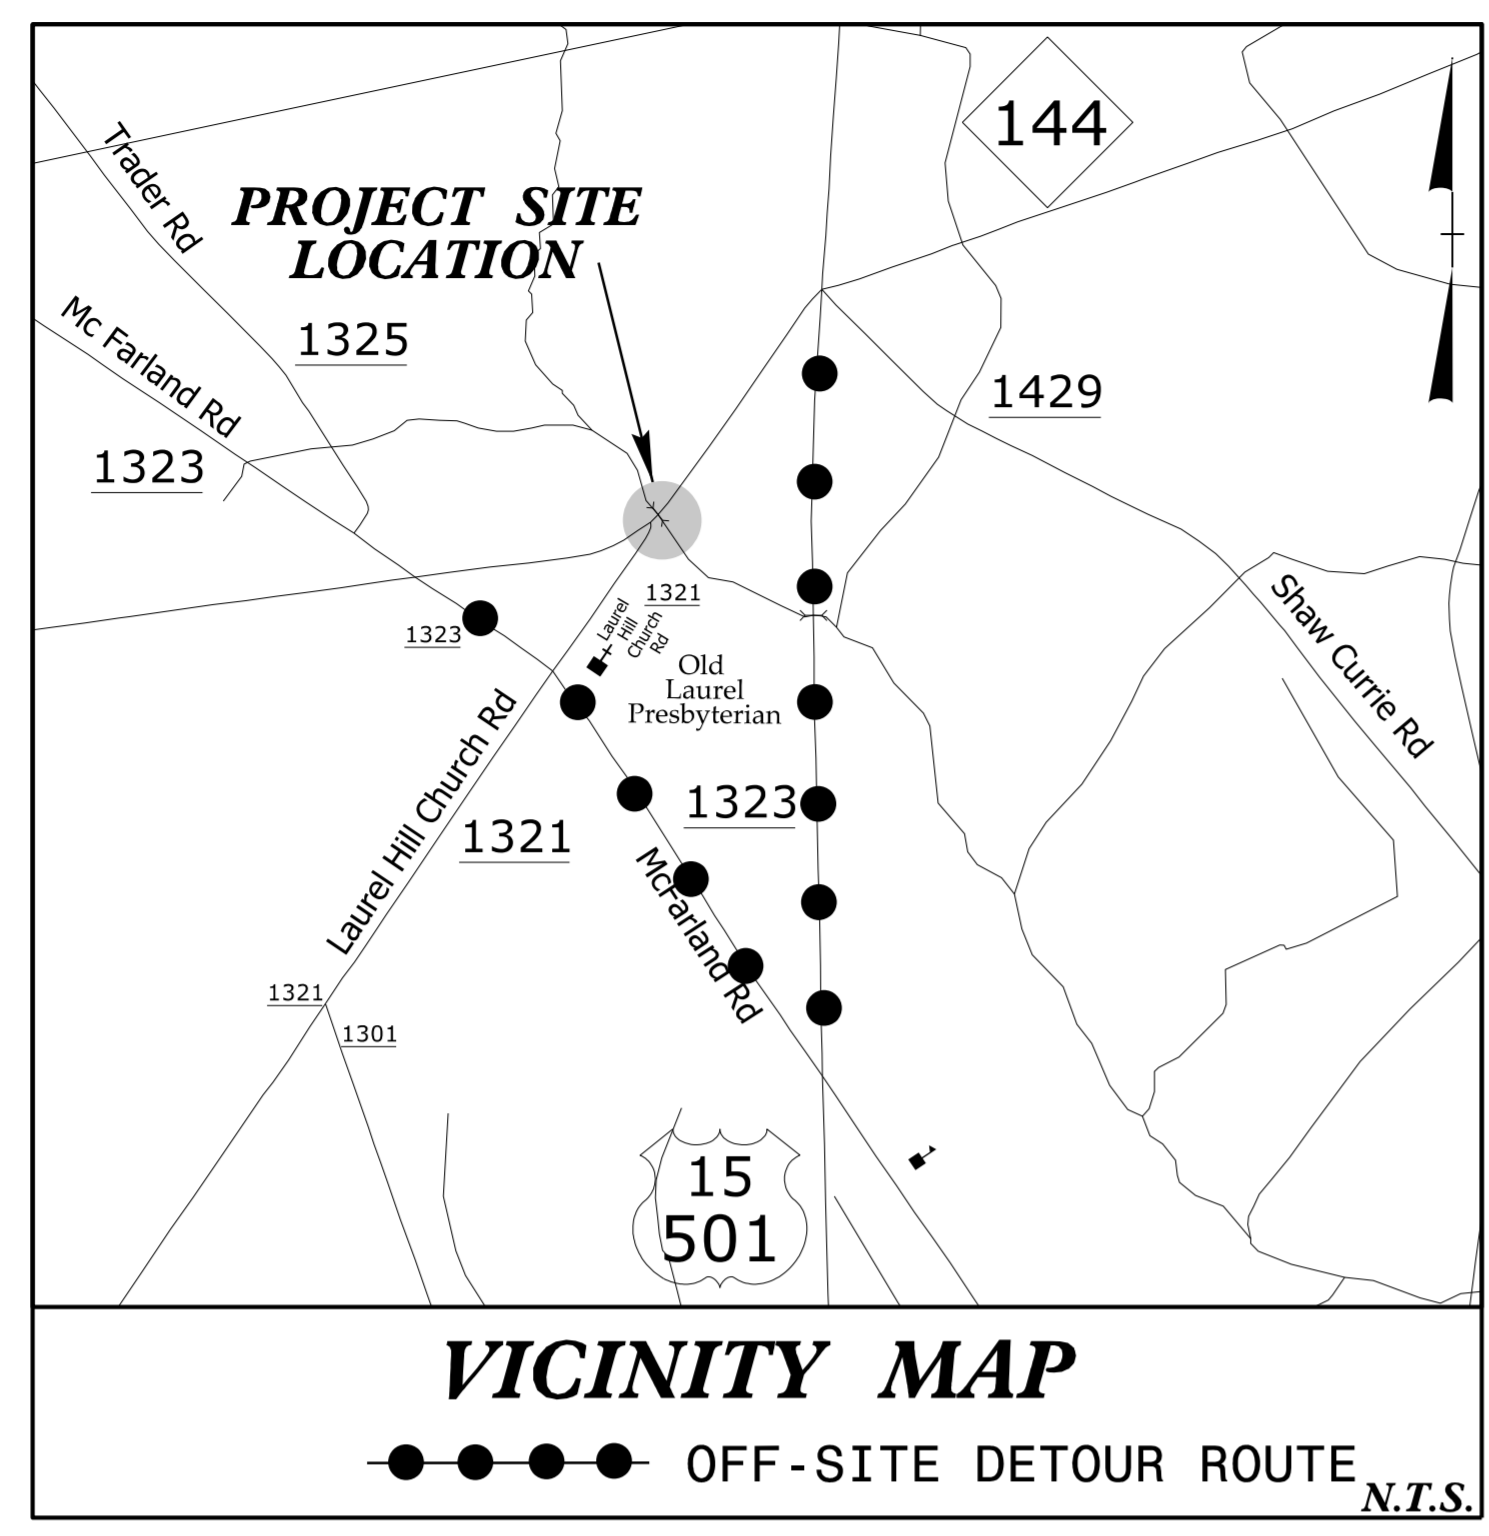 144
Trader Rd
PROJECT SITE
LOCATION
Mc Farland Rd
1325
1429
1323
1321
Laurel
Hill
Church
Rd
1323
Shaw Currie Rd
Old
Laurel
Presbyterian
Laurel Hill Church Rd
1323
1321
McFarland Rd
1321
1301
15
501
VICINITY MAP
OFF-SITE DETOUR ROUTE
N.T.S.